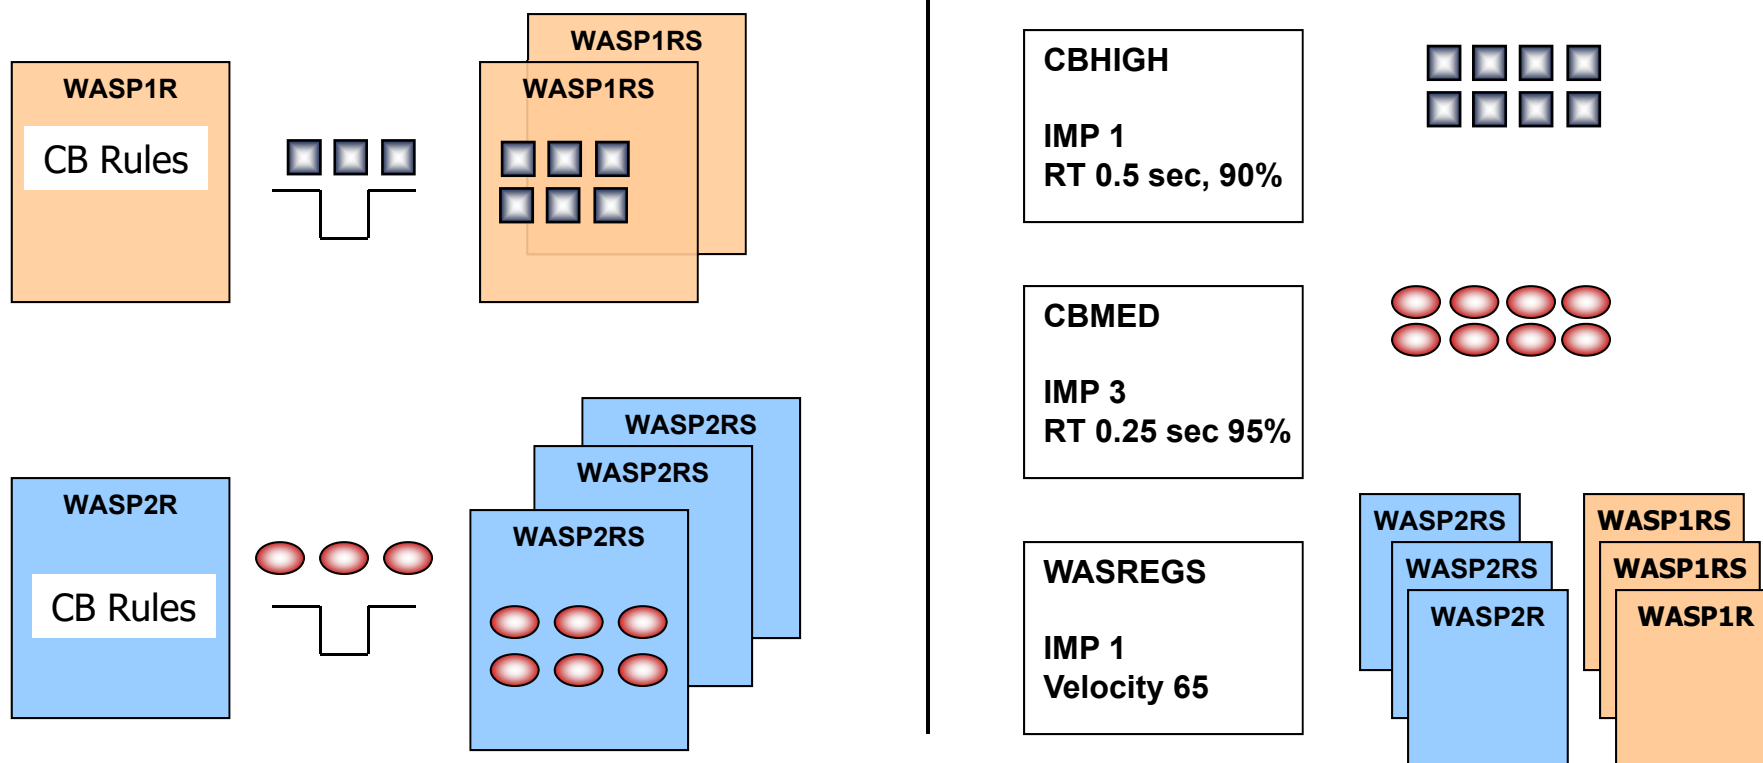 WASP1R
CB Rules
WASP1RS
WASP1RS
WASP2R
CB Rules
WASP2RS
WASP2RS
WASP2RS
CBHIGH
IMP 1
RT 0.5 sec, 90%
CBMED
IMP 3
RT 0.25 sec 95%
WASREGS
IMP 1
Velocity 65
WASP2RS
WASP2RS
WASP2R
WASP1RS
WASP1RS
WASP1R